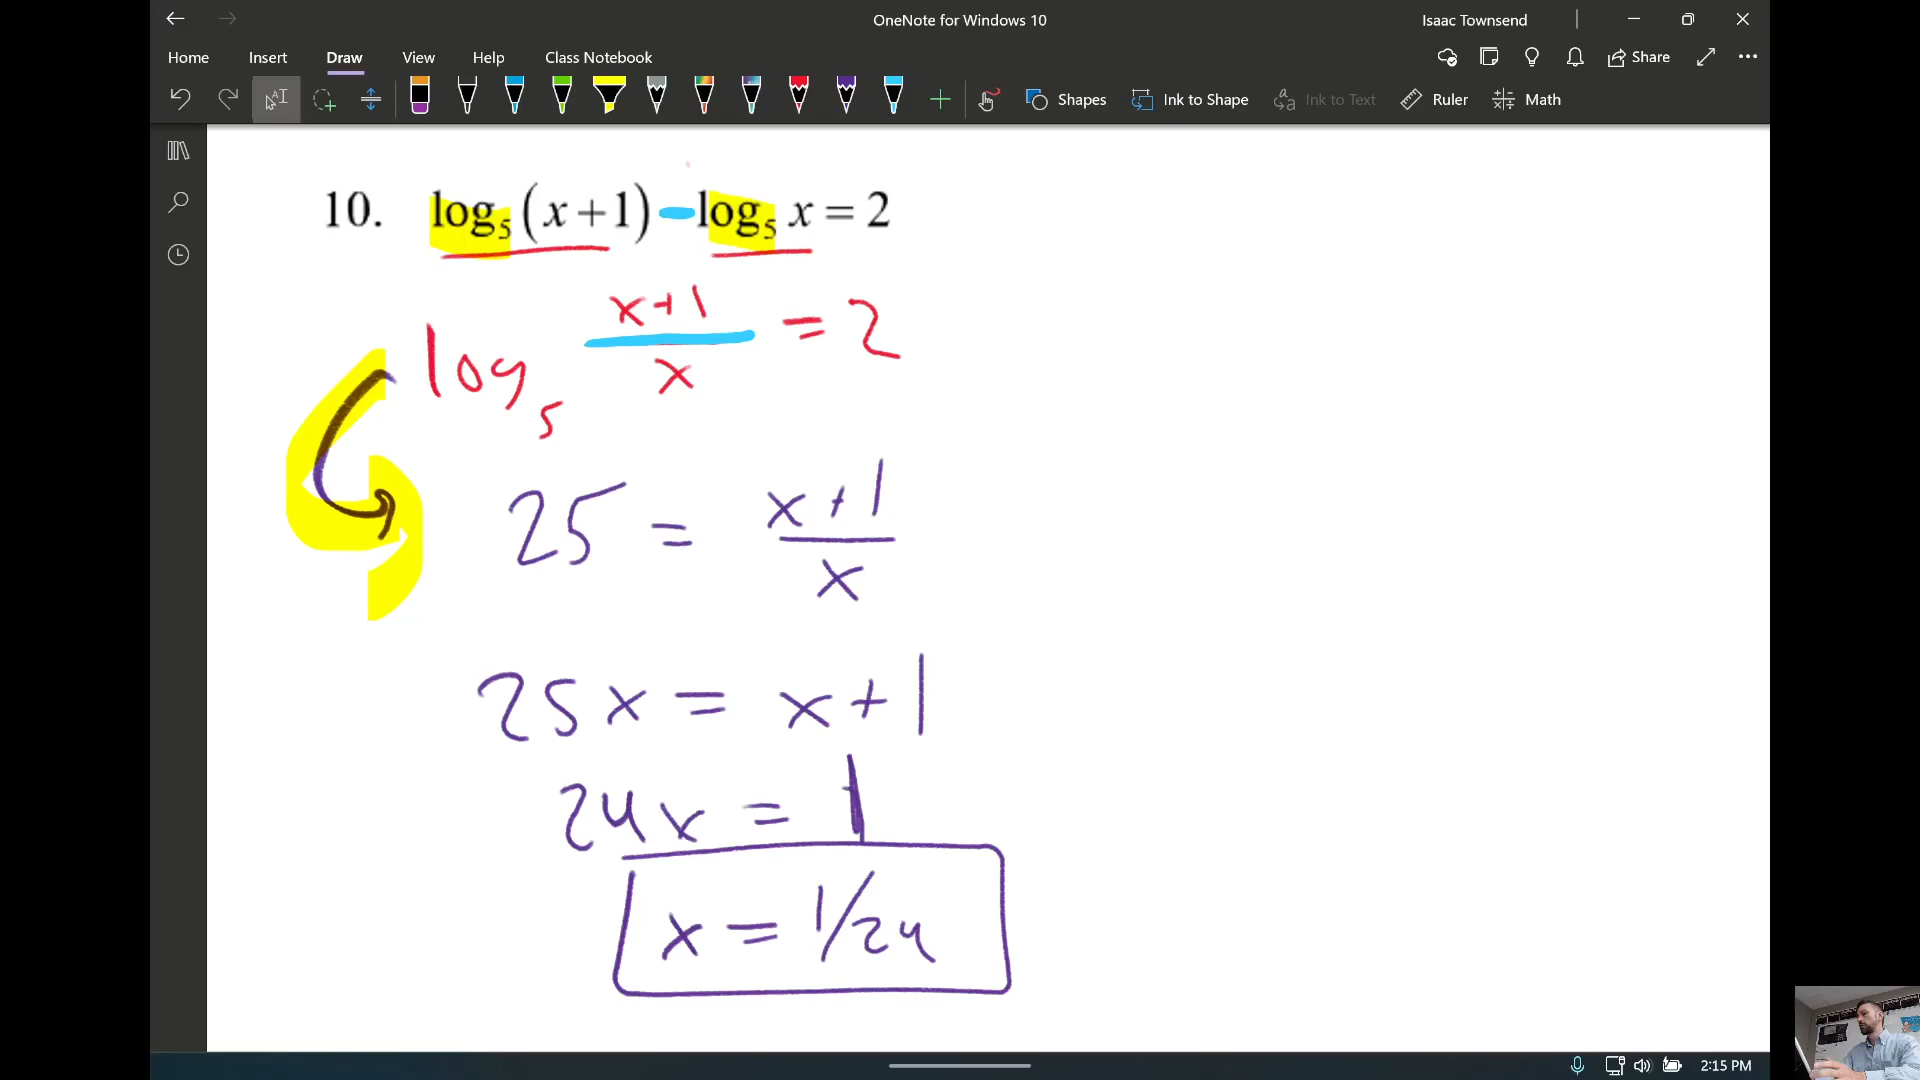 OneNote for Windows 10
Isaac Townsend
Home Insert Draw View Help Class Notebook
Share
Shapes Ink to Shape Ink to Text Ruler Math
10. log₅(x+1) - log₅ x = 2
log₅ (x+1)/x = 2
25 = (x+1)/x
25x = x+1
24x = 1
x = 1/24
2:15 PM